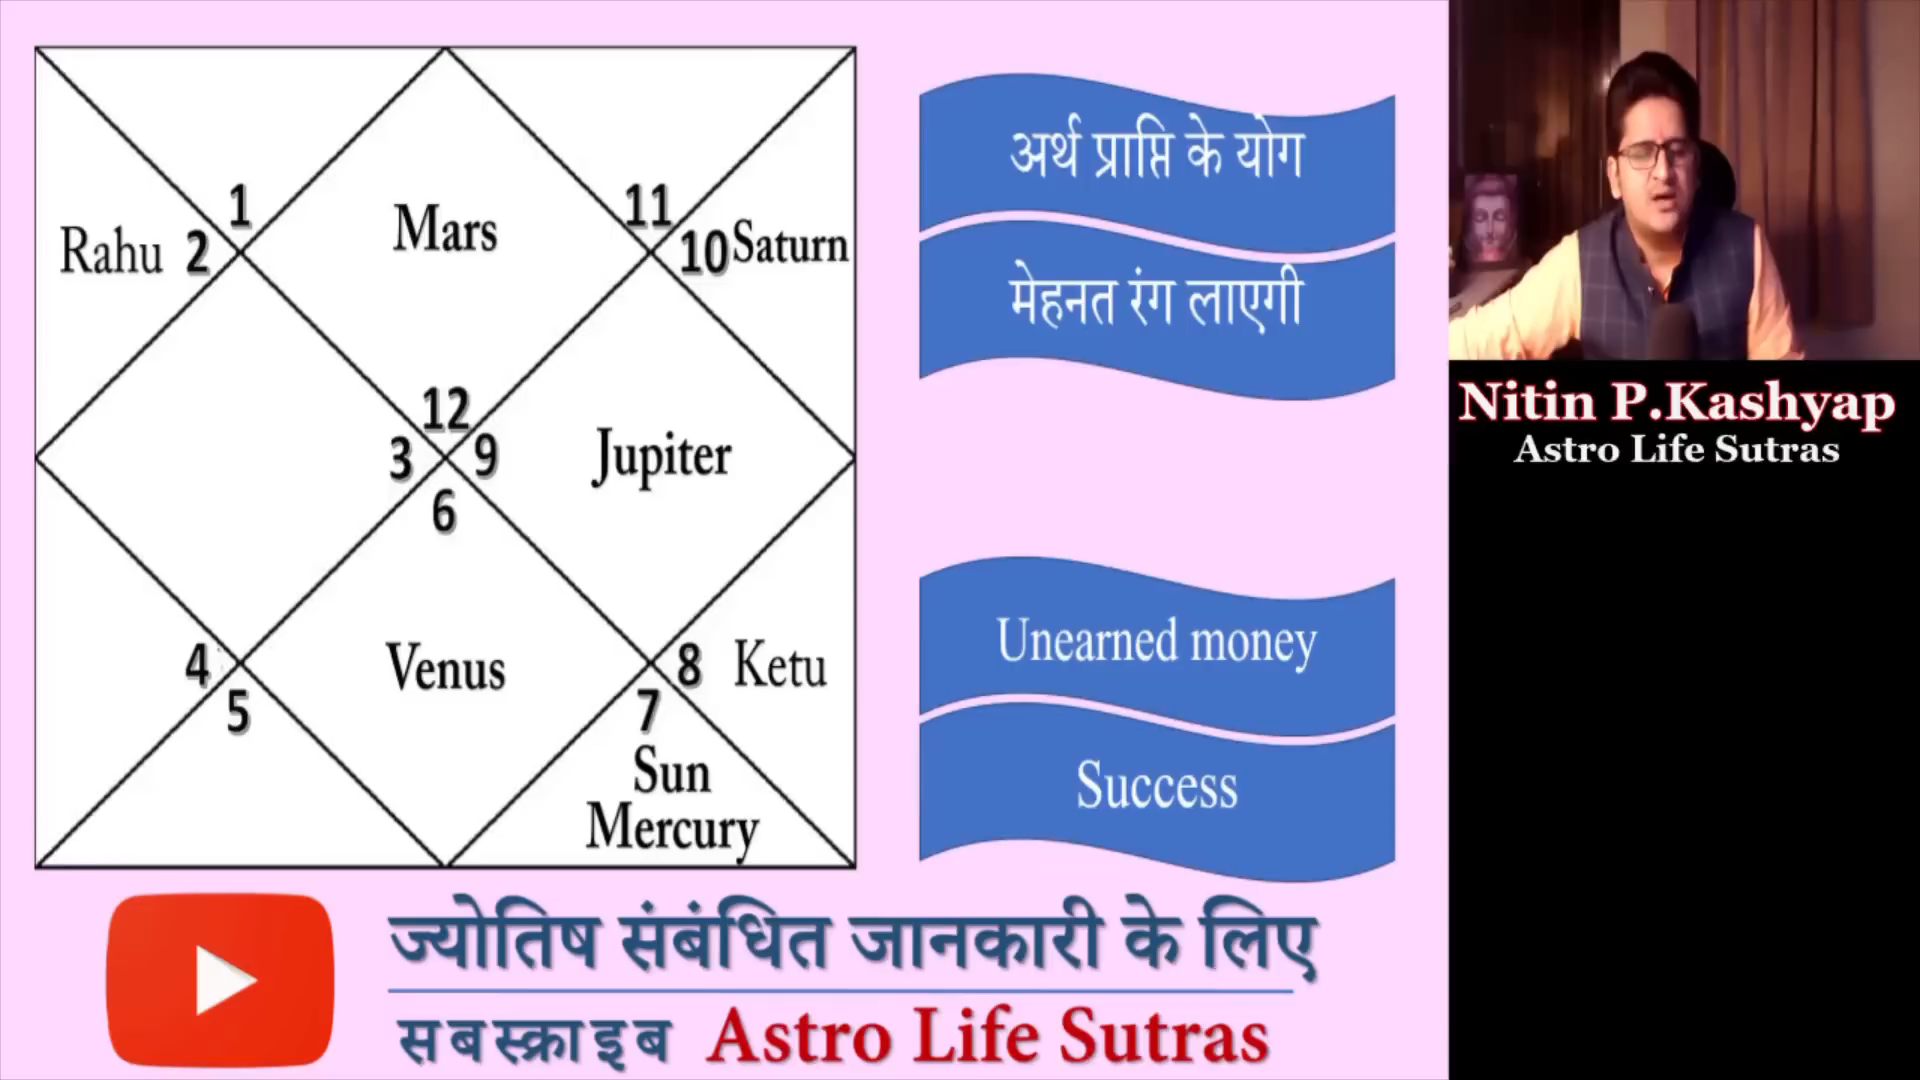 1
Rahu 2
Mars
11
10 Saturn
12
3 9
6
Jupiter
4
5
Venus
8 Ketu
7
Sun
Mercury
अर्थ प्राप्ति के योग
मेहनत रंग लाएगी
Unearned money
Success
Nitin P.Kashyap
Astro Life Sutras
ज्योतिष संबंधित जानकारी के लिए
सबस्क्राइब Astro Life Sutras